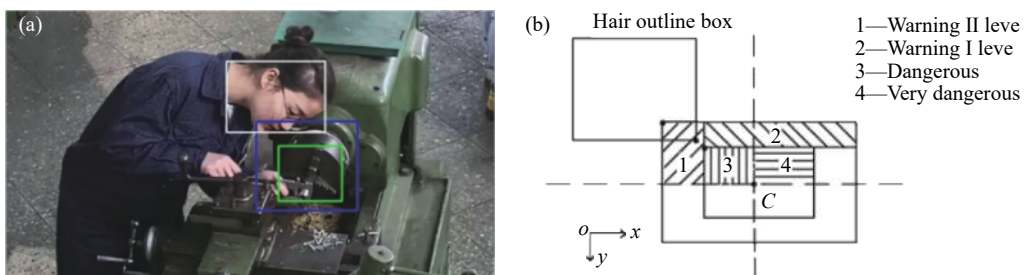 (a)
(b)
Hair outline box
1—Warning II leve
2—Warning I leve
3—Dangerous
4—Very dangerous
2
1
3
4
C
o
x
y